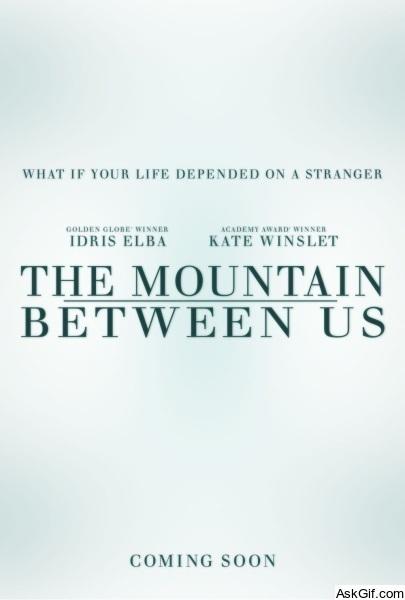 WHAT IF YOUR LIFE DEPENDED ON A STRANGER
GOLDEN GLOBE® WINNER ACADEMY AWARD® WINNER
IDRIS ELBA KATE WINSLET
THE MOUNTAIN
BETWEEN US
COMING SOON
AskGif.com